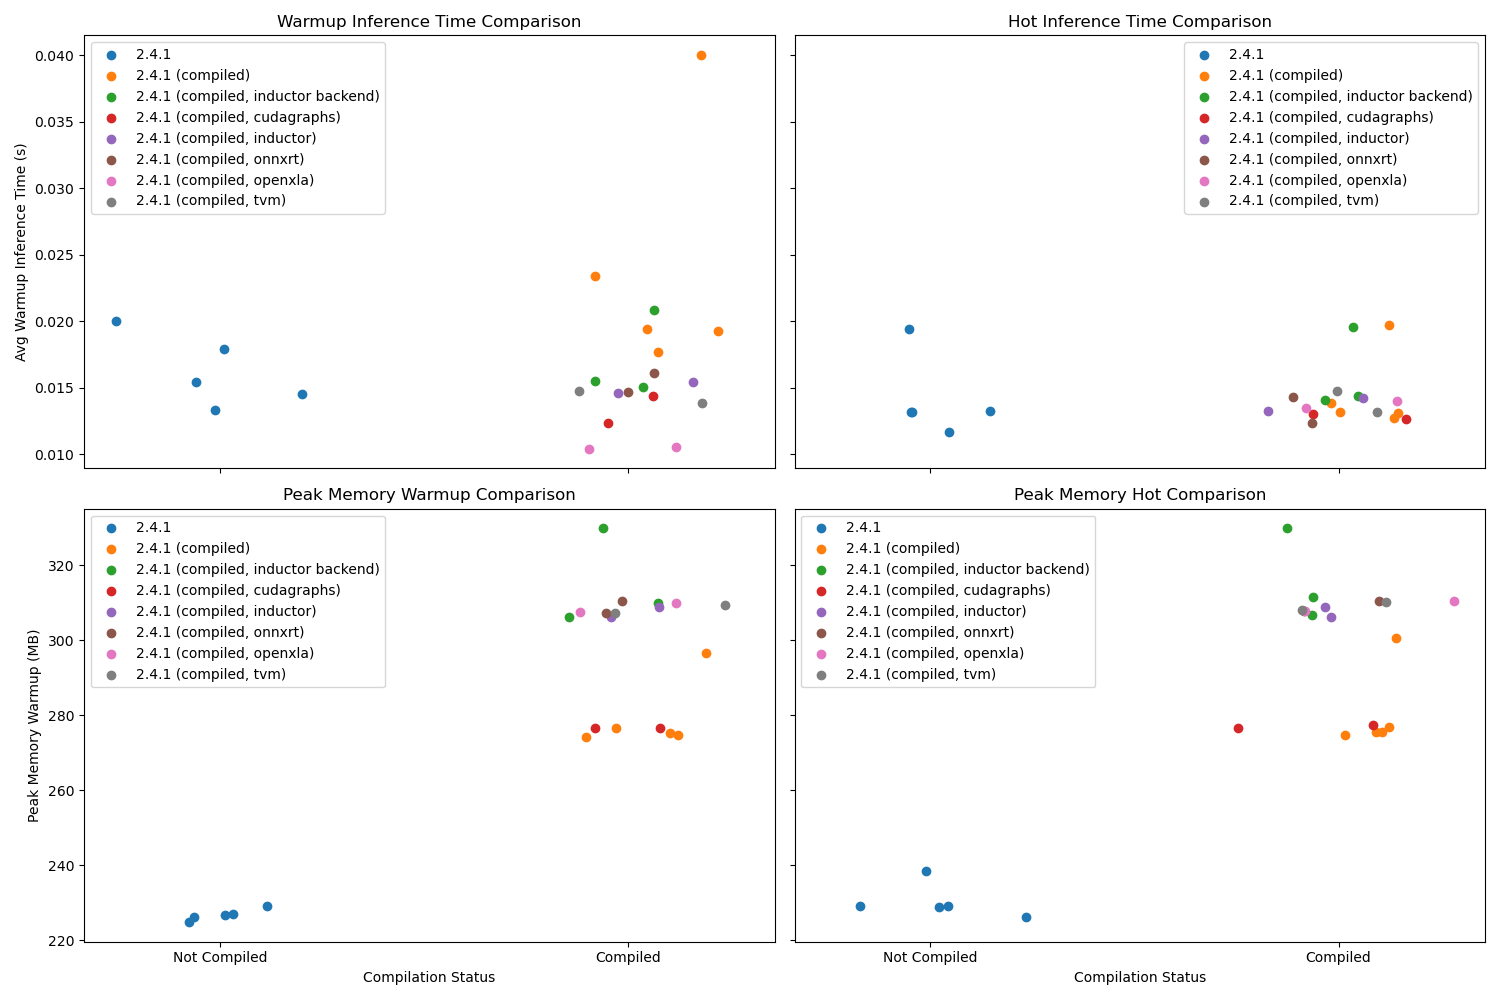 Warmup Inference Time Comparison
Avg Warmup Inference Time (s)
0.040
0.035
0.030
0.025
0.020
0.015
0.010
2.4.1
2.4.1 (compiled)
2.4.1 (compiled, inductor backend)
2.4.1 (compiled, cudagraphs)
2.4.1 (compiled, inductor)
2.4.1 (compiled, onnxrt)
2.4.1 (compiled, openxla)
2.4.1 (compiled, tvm)
Hot Inference Time Comparison
2.4.1
2.4.1 (compiled)
2.4.1 (compiled, inductor backend)
2.4.1 (compiled, cudagraphs)
2.4.1 (compiled, inductor)
2.4.1 (compiled, onnxrt)
2.4.1 (compiled, openxla)
2.4.1 (compiled, tvm)
Peak Memory Warmup Comparison
Peak Memory Warmup (MB)
320
300
280
260
240
220
2.4.1
2.4.1 (compiled)
2.4.1 (compiled, inductor backend)
2.4.1 (compiled, cudagraphs)
2.4.1 (compiled, inductor)
2.4.1 (compiled, onnxrt)
2.4.1 (compiled, openxla)
2.4.1 (compiled, tvm)
Not Compiled
Compiled
Compilation Status
Peak Memory Hot Comparison
2.4.1
2.4.1 (compiled)
2.4.1 (compiled, inductor backend)
2.4.1 (compiled, cudagraphs)
2.4.1 (compiled, inductor)
2.4.1 (compiled, onnxrt)
2.4.1 (compiled, openxla)
2.4.1 (compiled, tvm)
Not Compiled
Compiled
Compilation Status